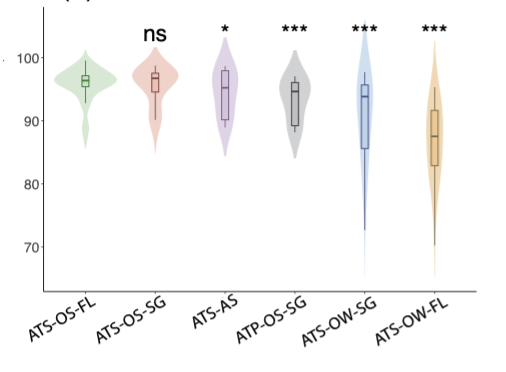 ns * *** *** ***
100
90
80
70
ATS-OS-FL ATS-OS-SG ATS-AS ATP-OS-SG ATS-OW-SG ATS-OW-FL